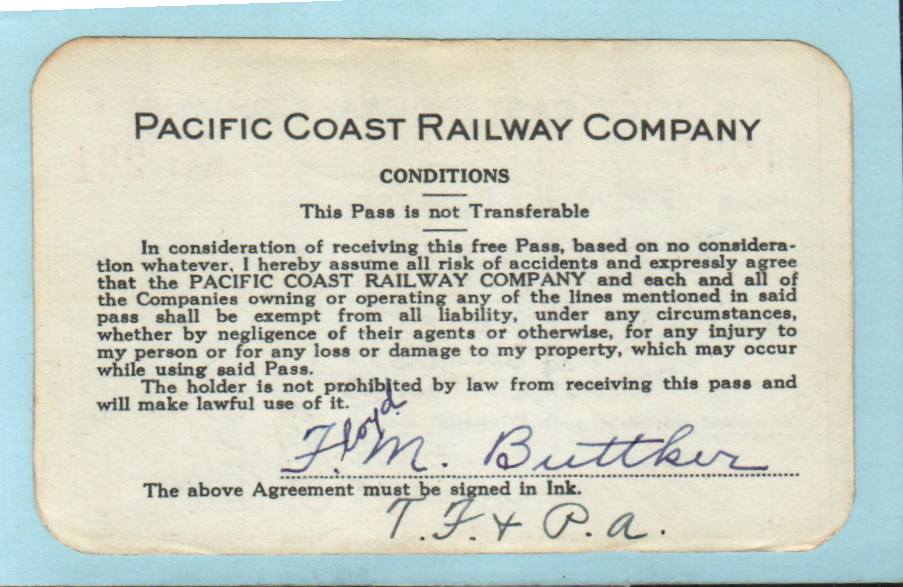 PACIFIC COAST RAILWAY COMPANY
CONDITIONS
This Pass is not Transferable
In consideration of receiving this free Pass, based on no considera-
tion whatever, I hereby assume all risk of accidents and expressly agree
that the PACIFIC COAST RAILWAY COMPANY and each and all of
the Companies owning or operating any of the lines mentioned in said
pass shall be exempt from all liability, under any circumstances,
whether by negligence of their agents or otherwise, for any injury to
my person or for any loss or damage to my property, which may occur
while using said Pass.
The holder is not prohibited by law from receiving this pass and
will make lawful use of it.
Floyd M. Buttker
The above Agreement must be signed in Ink.
T. F. & P. A.